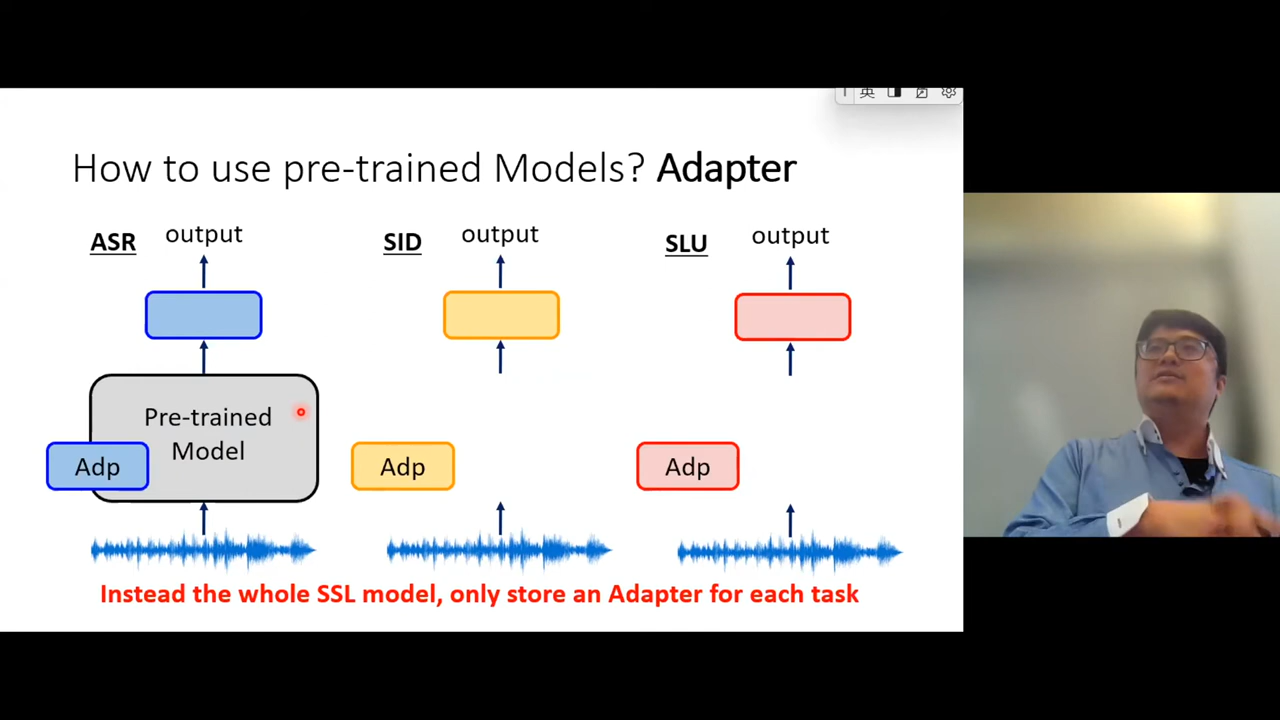 英
How to use pre-trained Models? Adapter
ASR output SID output SLU output
Pre-trained
Model
Adp Adp Adp
Instead the whole SSL model, only store an Adapter for each task